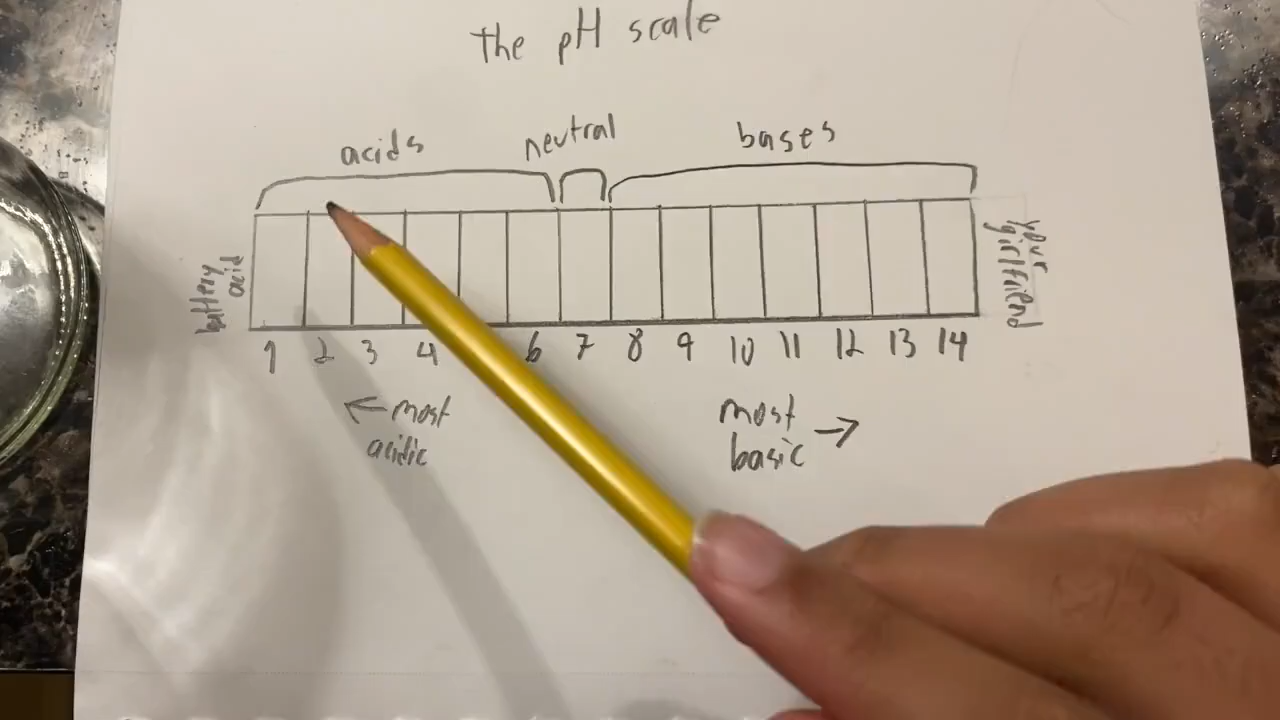 the pH scale
acids
neutral
bases
battery
acid
your
girlfriend
1 2 3 4 6 7 8 9 10 11 12 13 14
← most
acidic
most →
basic